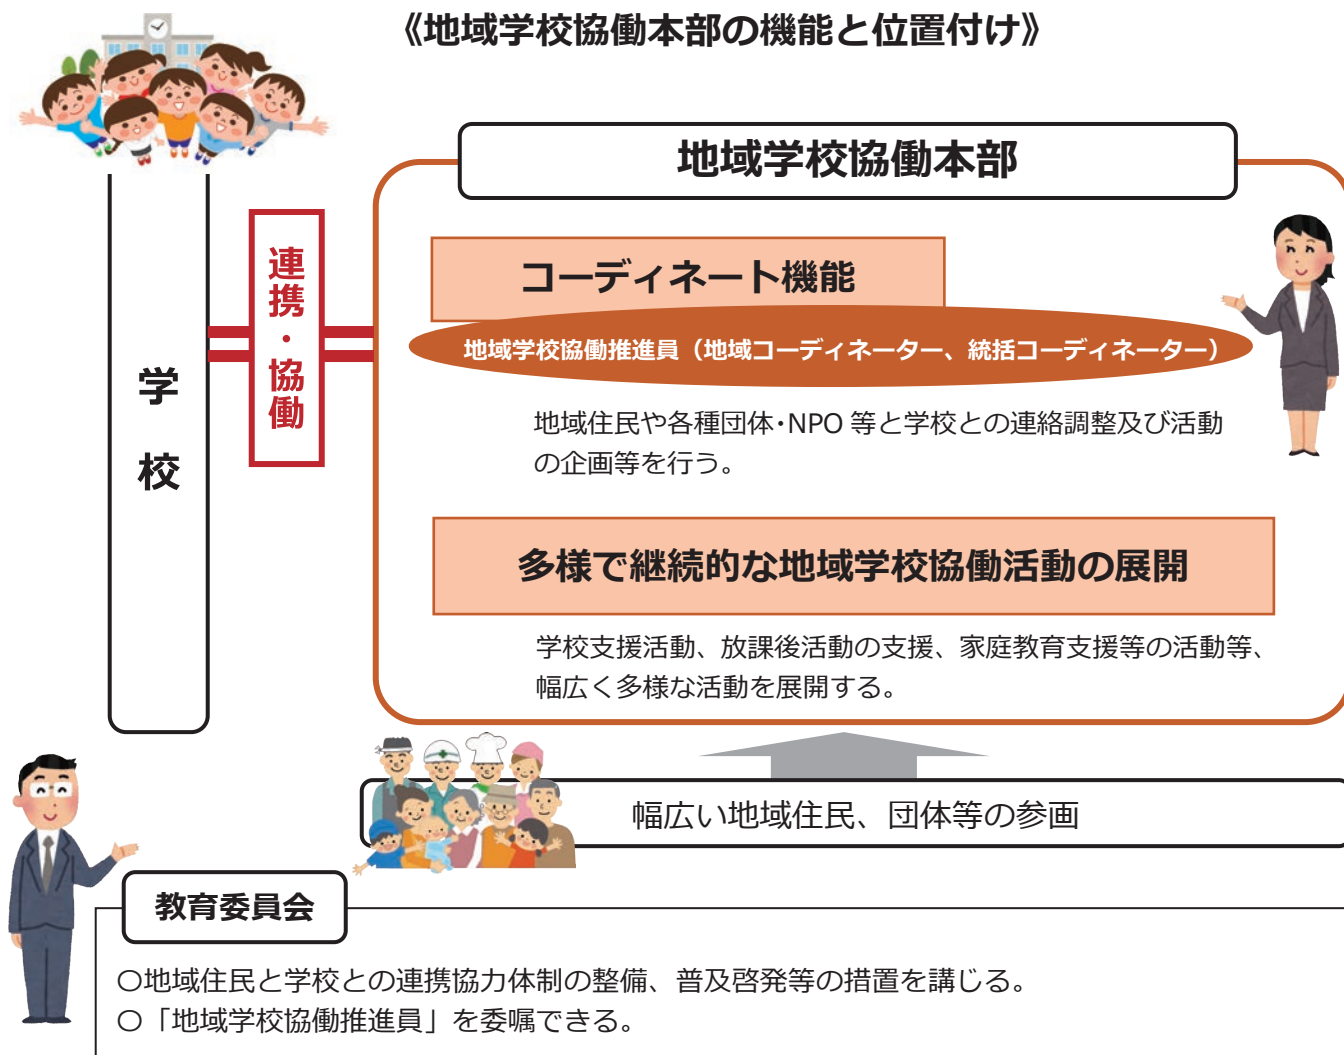 《地域学校協働本部の機能と位置付け》
地域学校協働本部
コーディネート機能
地域学校協働推進員（地域コーディネーター、統括コーディネーター）
地域住民や各種団体･NPO 等と学校との連絡調整及び活動
の企画等を行う。
連携・協働
学校
多様で継続的な地域学校協働活動の展開
学校支援活動、放課後活動の支援、家庭教育支援等の活動等、
幅広く多様な活動を展開する。
幅広い地域住民、団体等の参画
教育委員会
〇地域住民と学校との連携協力体制の整備、普及啓発等の措置を講じる。
〇「地域学校協働推進員」を委嘱できる。